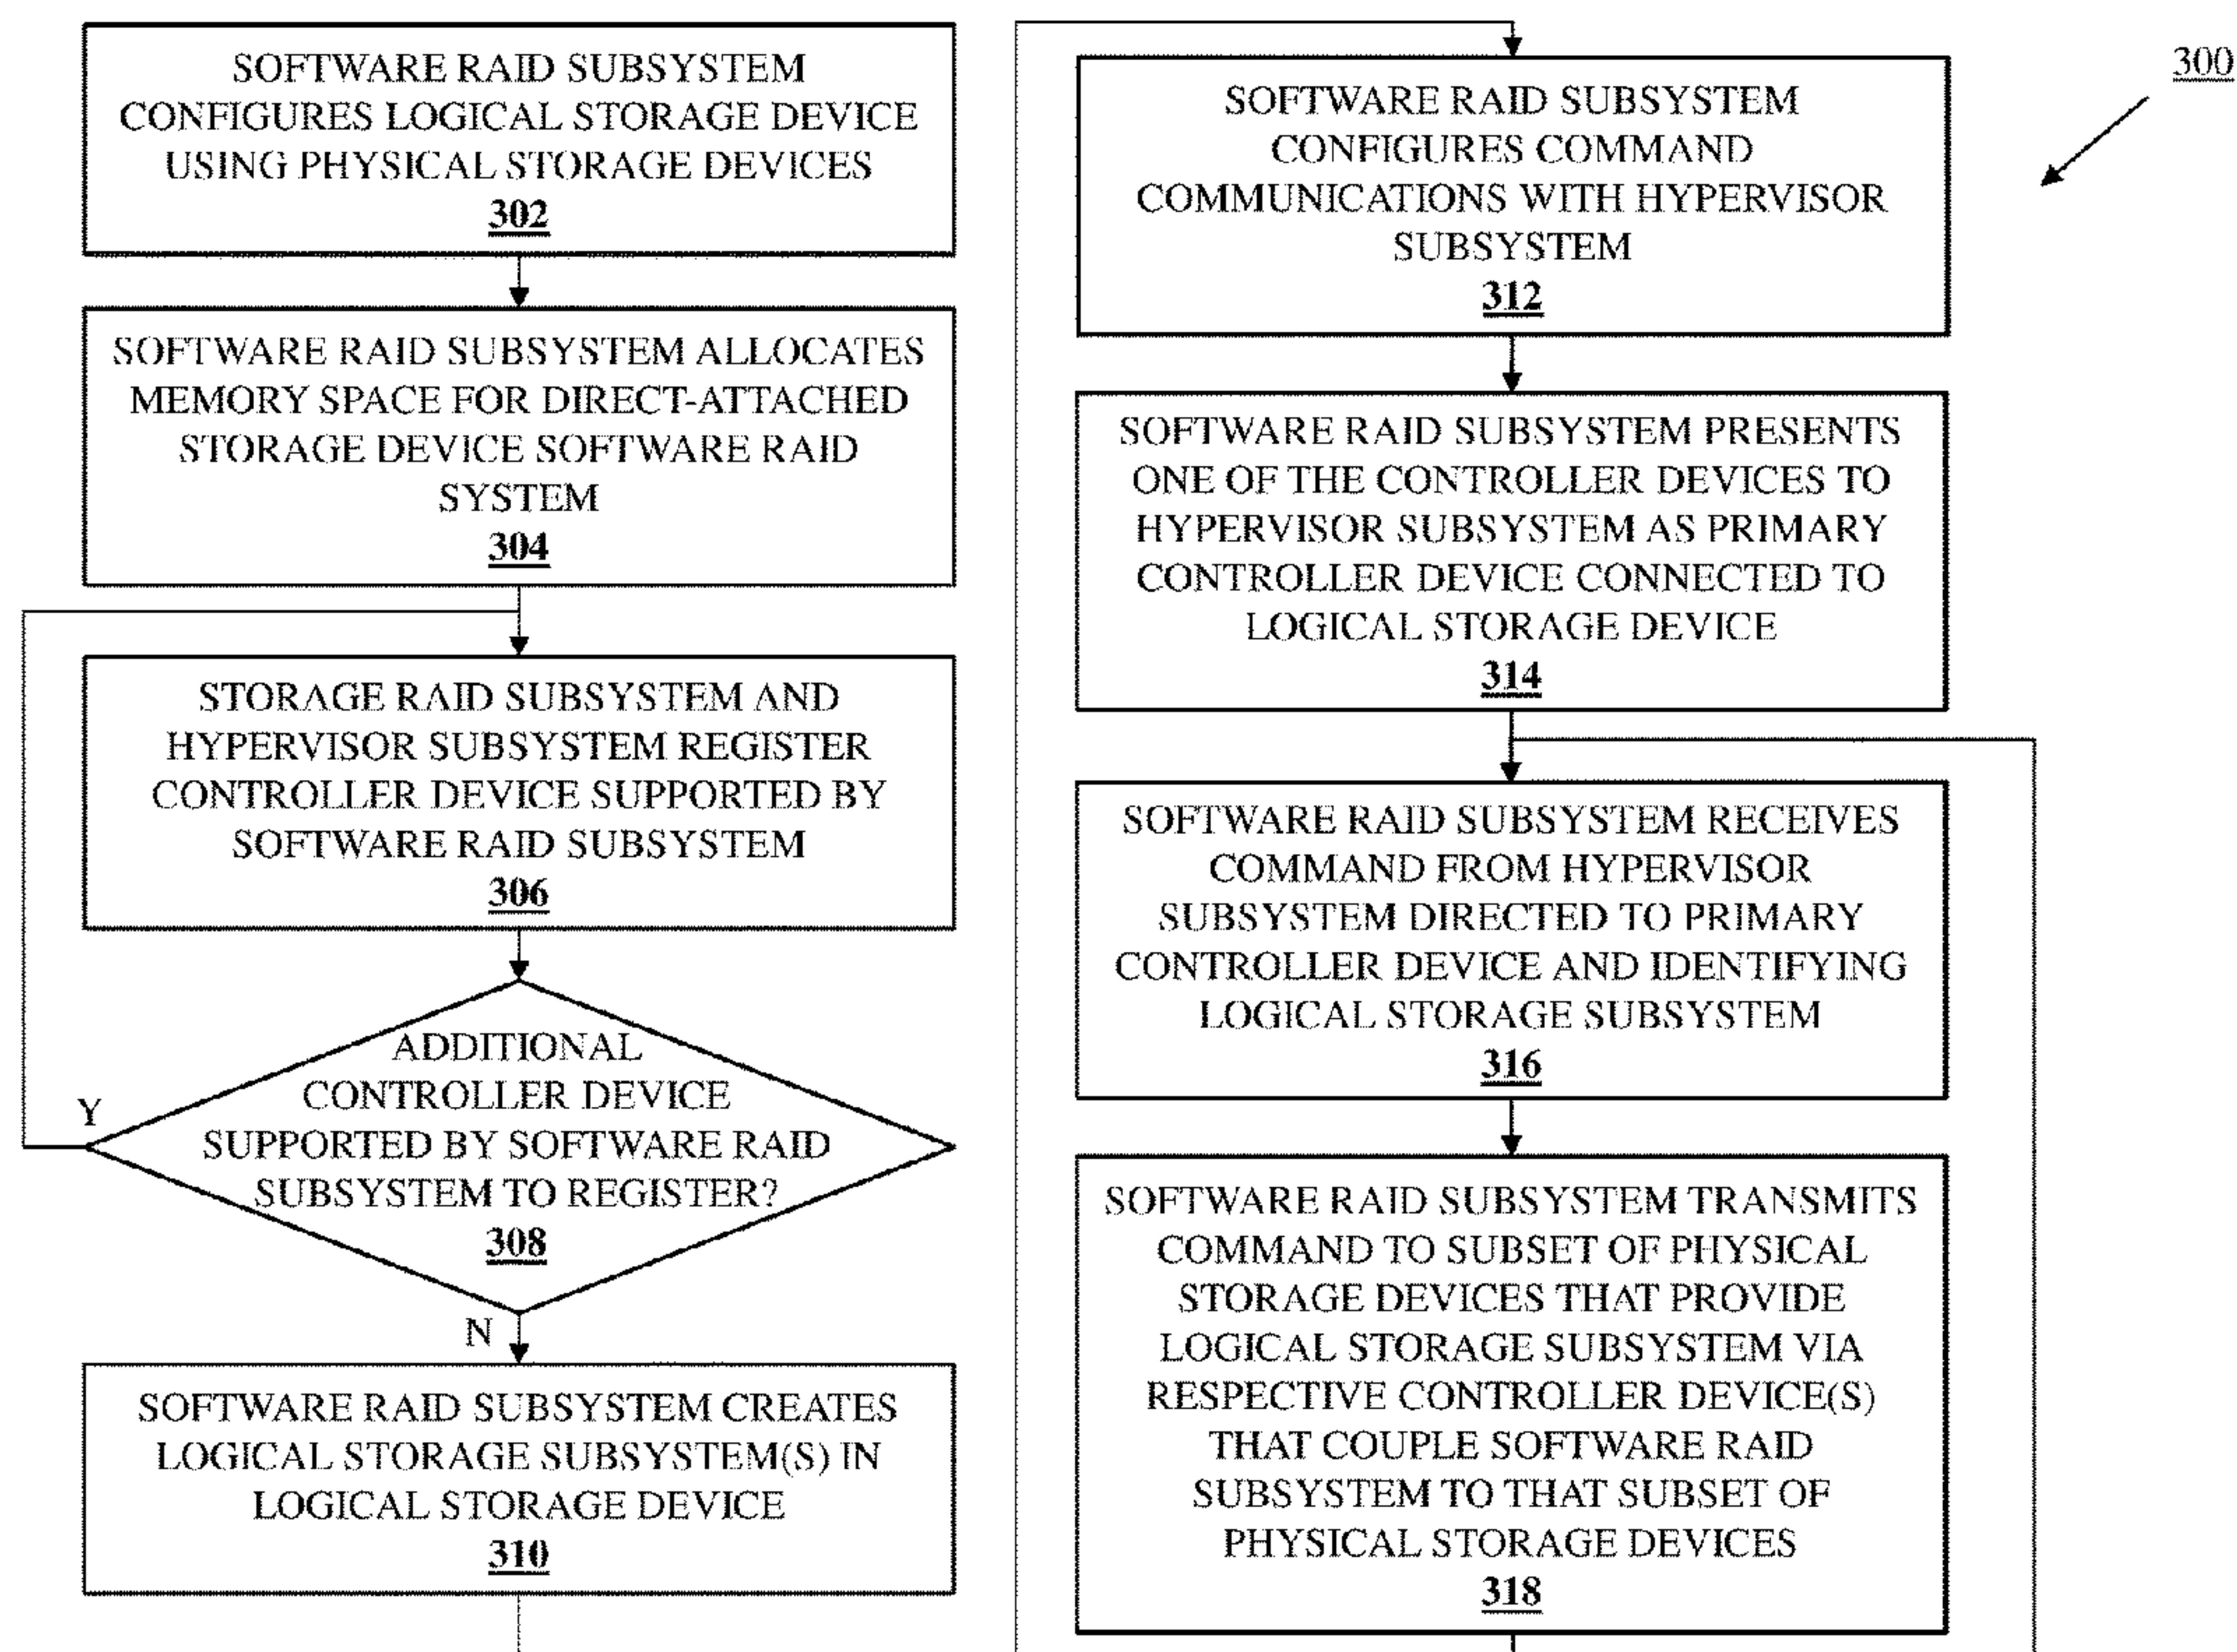 SOFTWARE RAID SUBSYSTEM
CONFIGURES LOGICAL STORAGE DEVICE
USING PHYSICAL STORAGE DEVICES
302
SOFTWARE RAID SUBSYSTEM ALLOCATES
MEMORY SPACE FOR DIRECT-ATTACHED
STORAGE DEVICE SOFTWARE RAID
SYSTEM
304
STORAGE RAID SUBSYSTEM AND
HYPERVISOR SUBSYSTEM REGISTER
CONTROLLER DEVICE SUPPORTED BY
SOFTWARE RAID SUBSYSTEM
306
ADDITIONAL
CONTROLLER DEVICE
SUPPORTED BY SOFTWARE RAID
SUBSYSTEM TO REGISTER?
308
Y
N
SOFTWARE RAID SUBSYSTEM CREATES
LOGICAL STORAGE SUBSYSTEM(S) IN
LOGICAL STORAGE DEVICE
310
300
SOFTWARE RAID SUBSYSTEM
CONFIGURES COMMAND
COMMUNICATIONS WITH HYPERVISOR
SUBSYSTEM
312
SOFTWARE RAID SUBSYSTEM PRESENTS
ONE OF THE CONTROLLER DEVICES TO
HYPERVISOR SUBSYSTEM AS PRIMARY
CONTROLLER DEVICE CONNECTED TO
LOGICAL STORAGE DEVICE
314
SOFTWARE RAID SUBSYSTEM RECEIVES
COMMAND FROM HYPERVISOR
SUBSYSTEM DIRECTED TO PRIMARY
CONTROLLER DEVICE AND IDENTIFYING
LOGICAL STORAGE SUBSYSTEM
316
SOFTWARE RAID SUBSYSTEM TRANSMITS
COMMAND TO SUBSET OF PHYSICAL
STORAGE DEVICES THAT PROVIDE
LOGICAL STORAGE SUBSYSTEM VIA
RESPECTIVE CONTROLLER DEVICE(S)
THAT COUPLE SOFTWARE RAID
SUBSYSTEM TO THAT SUBSET OF
PHYSICAL STORAGE DEVICES
318